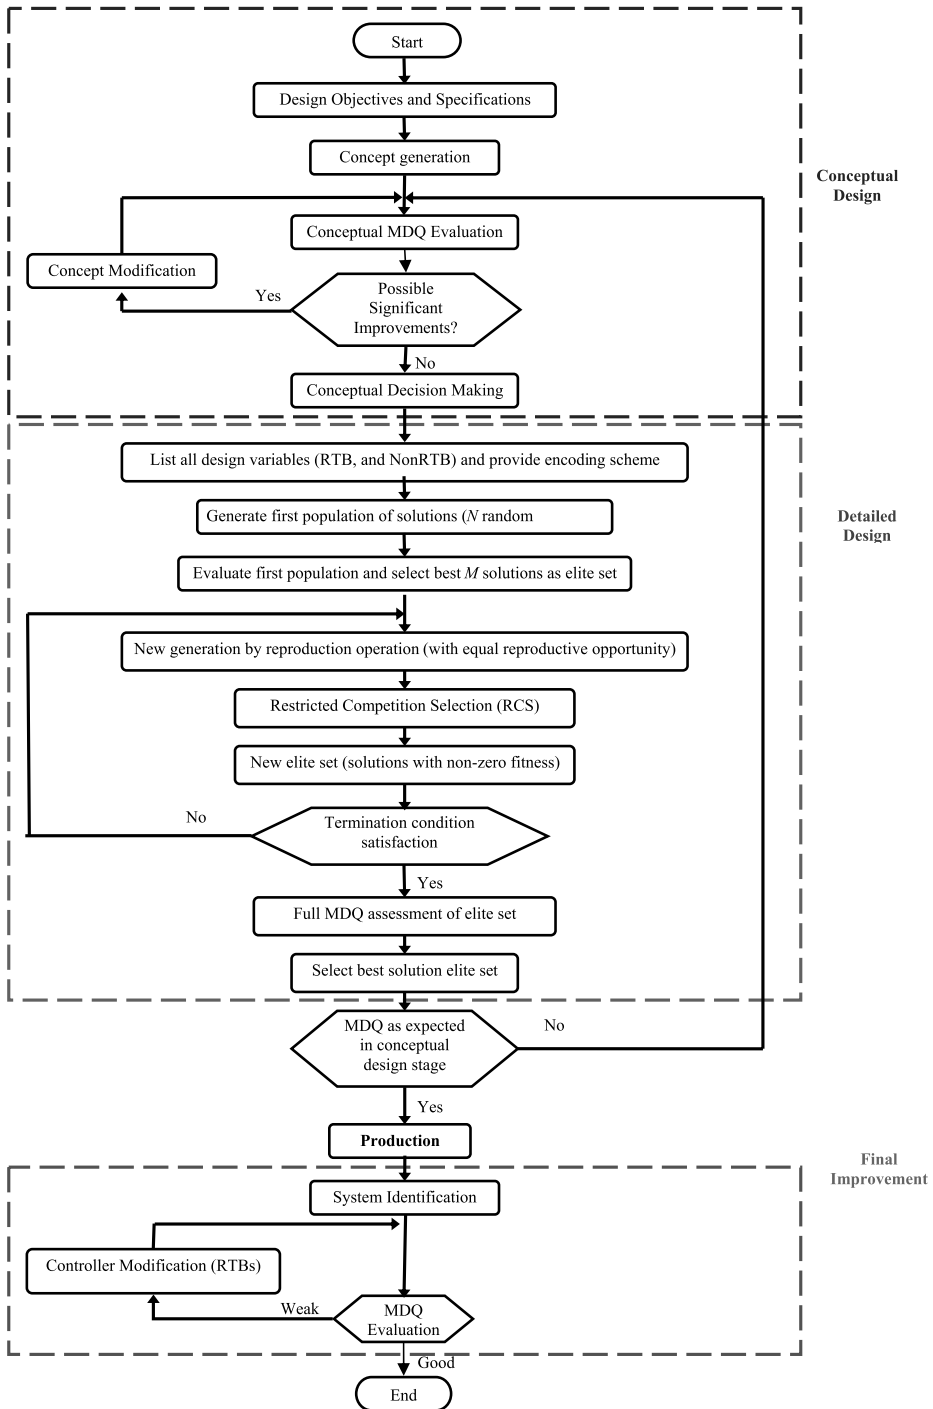 Start
Design Objectives and Specifications
Concept generation
Conceptual
Design
Conceptual MDQ Evaluation
Concept Modification
Yes
Possible
Significant
Improvements?
No
Conceptual Decision Making
List all design variables (RTB, and NonRTB) and provide encoding scheme
Generate first population of solutions (N random
Detailed
Design
Evaluate first population and select best M solutions as elite set
New generation by reproduction operation (with equal reproductive opportunity)
Restricted Competition Selection (RCS)
New elite set (solutions with non-zero fitness)
No
Termination condition
satisfaction
Yes
Full MDQ assessment of elite set
Select best solution elite set
MDQ as expected
in conceptual
design stage
No
Yes
Production
Final
Improvement
System Identification
Controller Modification (RTBs)
Weak
MDQ
Evaluation
Good
End